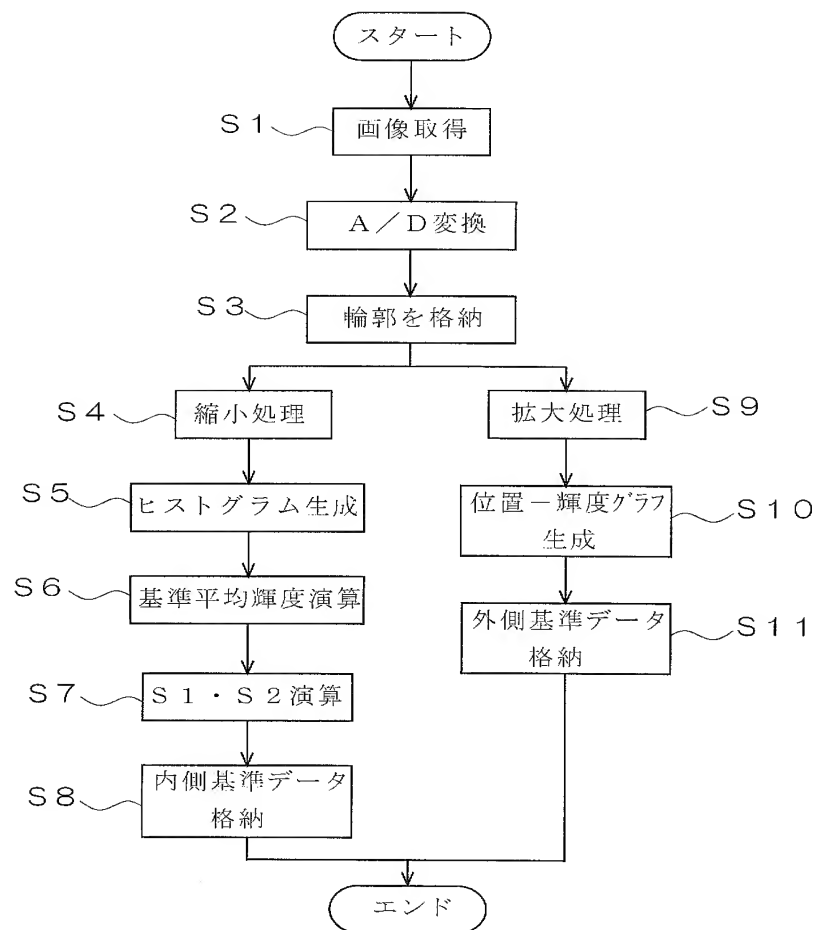 スタート
S1
画像取得
S2
A／D変換
S3
輪郭を格納
S4
縮小処理
S5
ヒストグラム生成
S6
基準平均輝度演算
S7
S1・S2演算
S8
内側基準データ
格納
S9
拡大処理
S10
位置－輝度グラフ
生成
S11
外側基準データ
格納
エンド